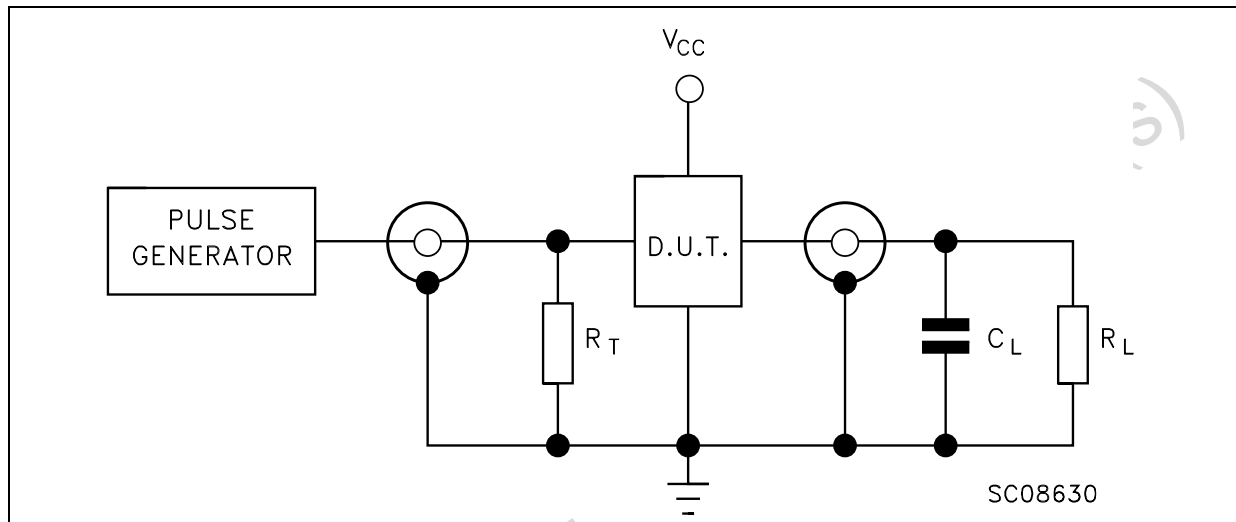 VCC
PULSE
GENERATOR
D.U.T.
RT
CL
RL
SC08630